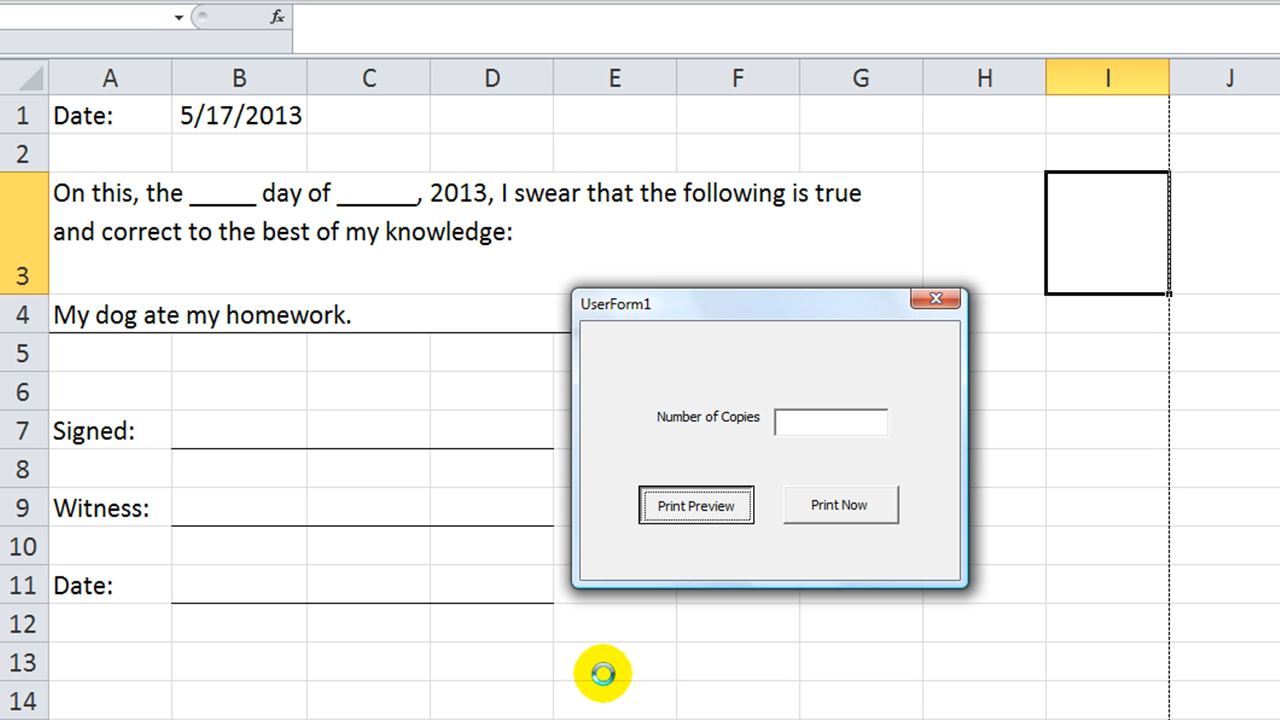 fx
A B C D E F G H I J
1 Date: 5/17/2013
2
On this, the _____ day of ______, 2013, I swear that the following is true
and correct to the best of my knowledge:
3
4 My dog ate my homework.
5
6
7 Signed:
8
9 Witness:
10
11 Date:
12
13
14
UserForm1
Number of Copies
Print Preview Print Now